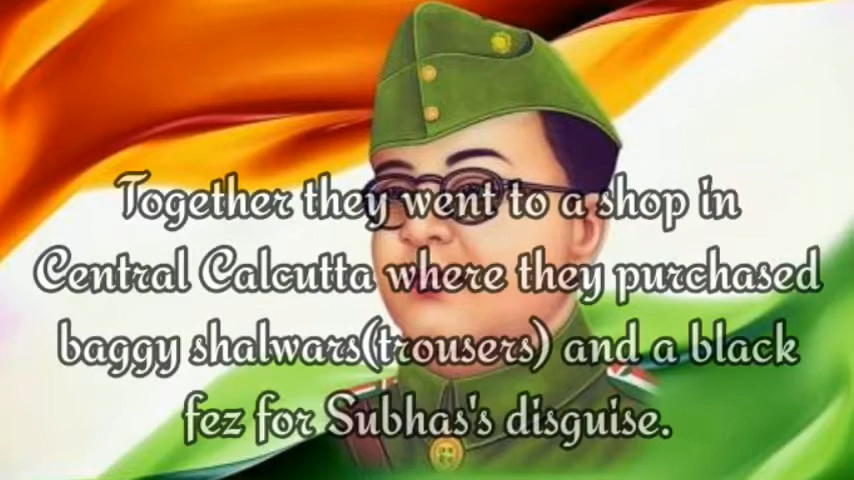 Together they went to a shop in
Central Calcutta where they purchased
baggy shalwars(trousers) and a black
fez for Subhas's disguise.